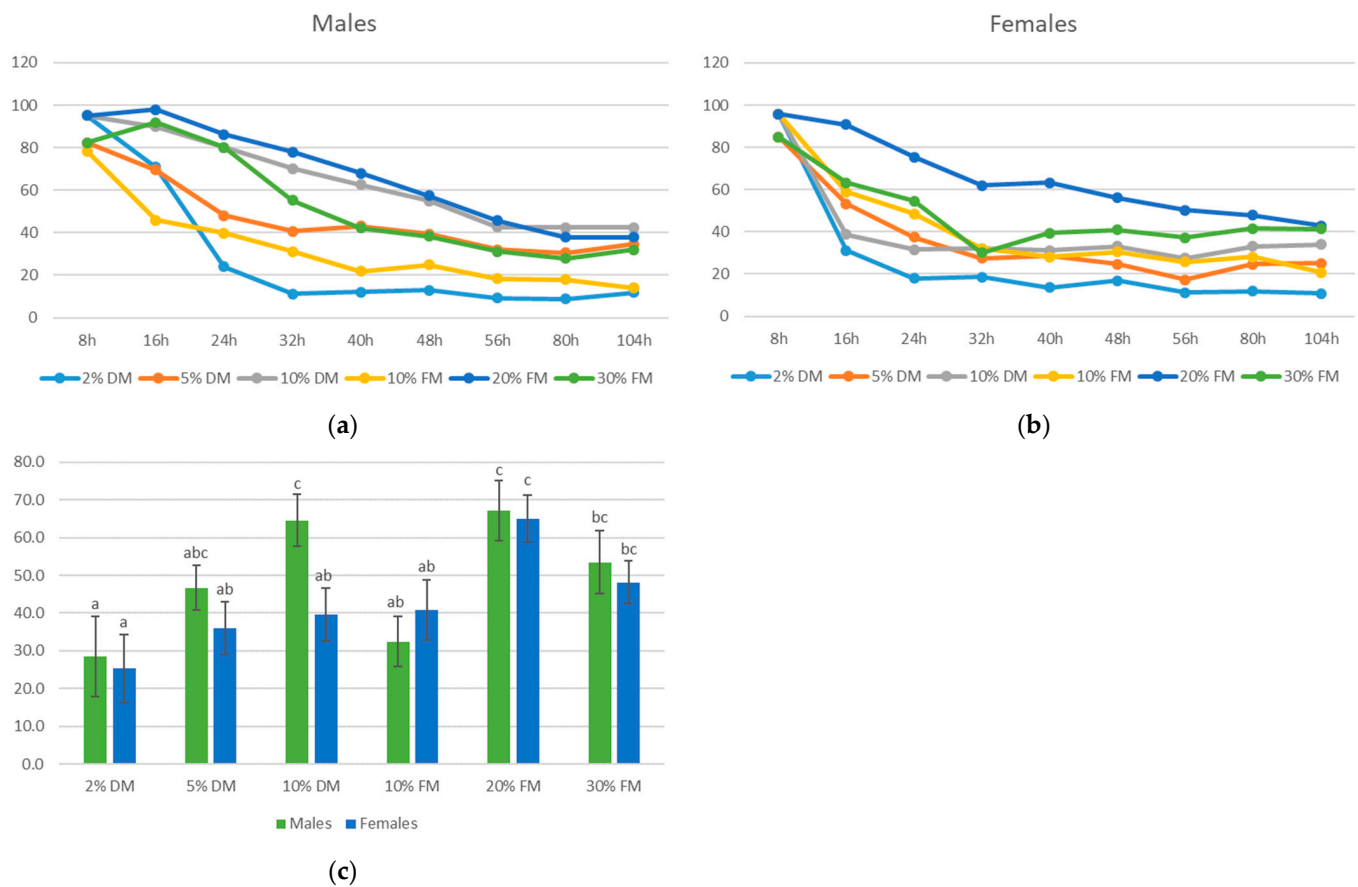 Males
120
100
80
60
40
20
0
8h 16h 24h 32h 40h 48h 56h 80h 104h
2% DM 5% DM 10% DM 10% FM 20% FM 30% FM
(a)
Females
120
100
80
60
40
20
0
8h 16h 24h 32h 40h 48h 56h 80h 104h
2% DM 5% DM 10% DM 10% FM 20% FM 30% FM
(b)
80.0
70.0
60.0
50.0
40.0
30.0
20.0
10.0
0.0
a a abc ab c ab ab ab c c bc bc
2% DM 5% DM 10% DM 10% FM 20% FM 30% FM
Males Females
(c)